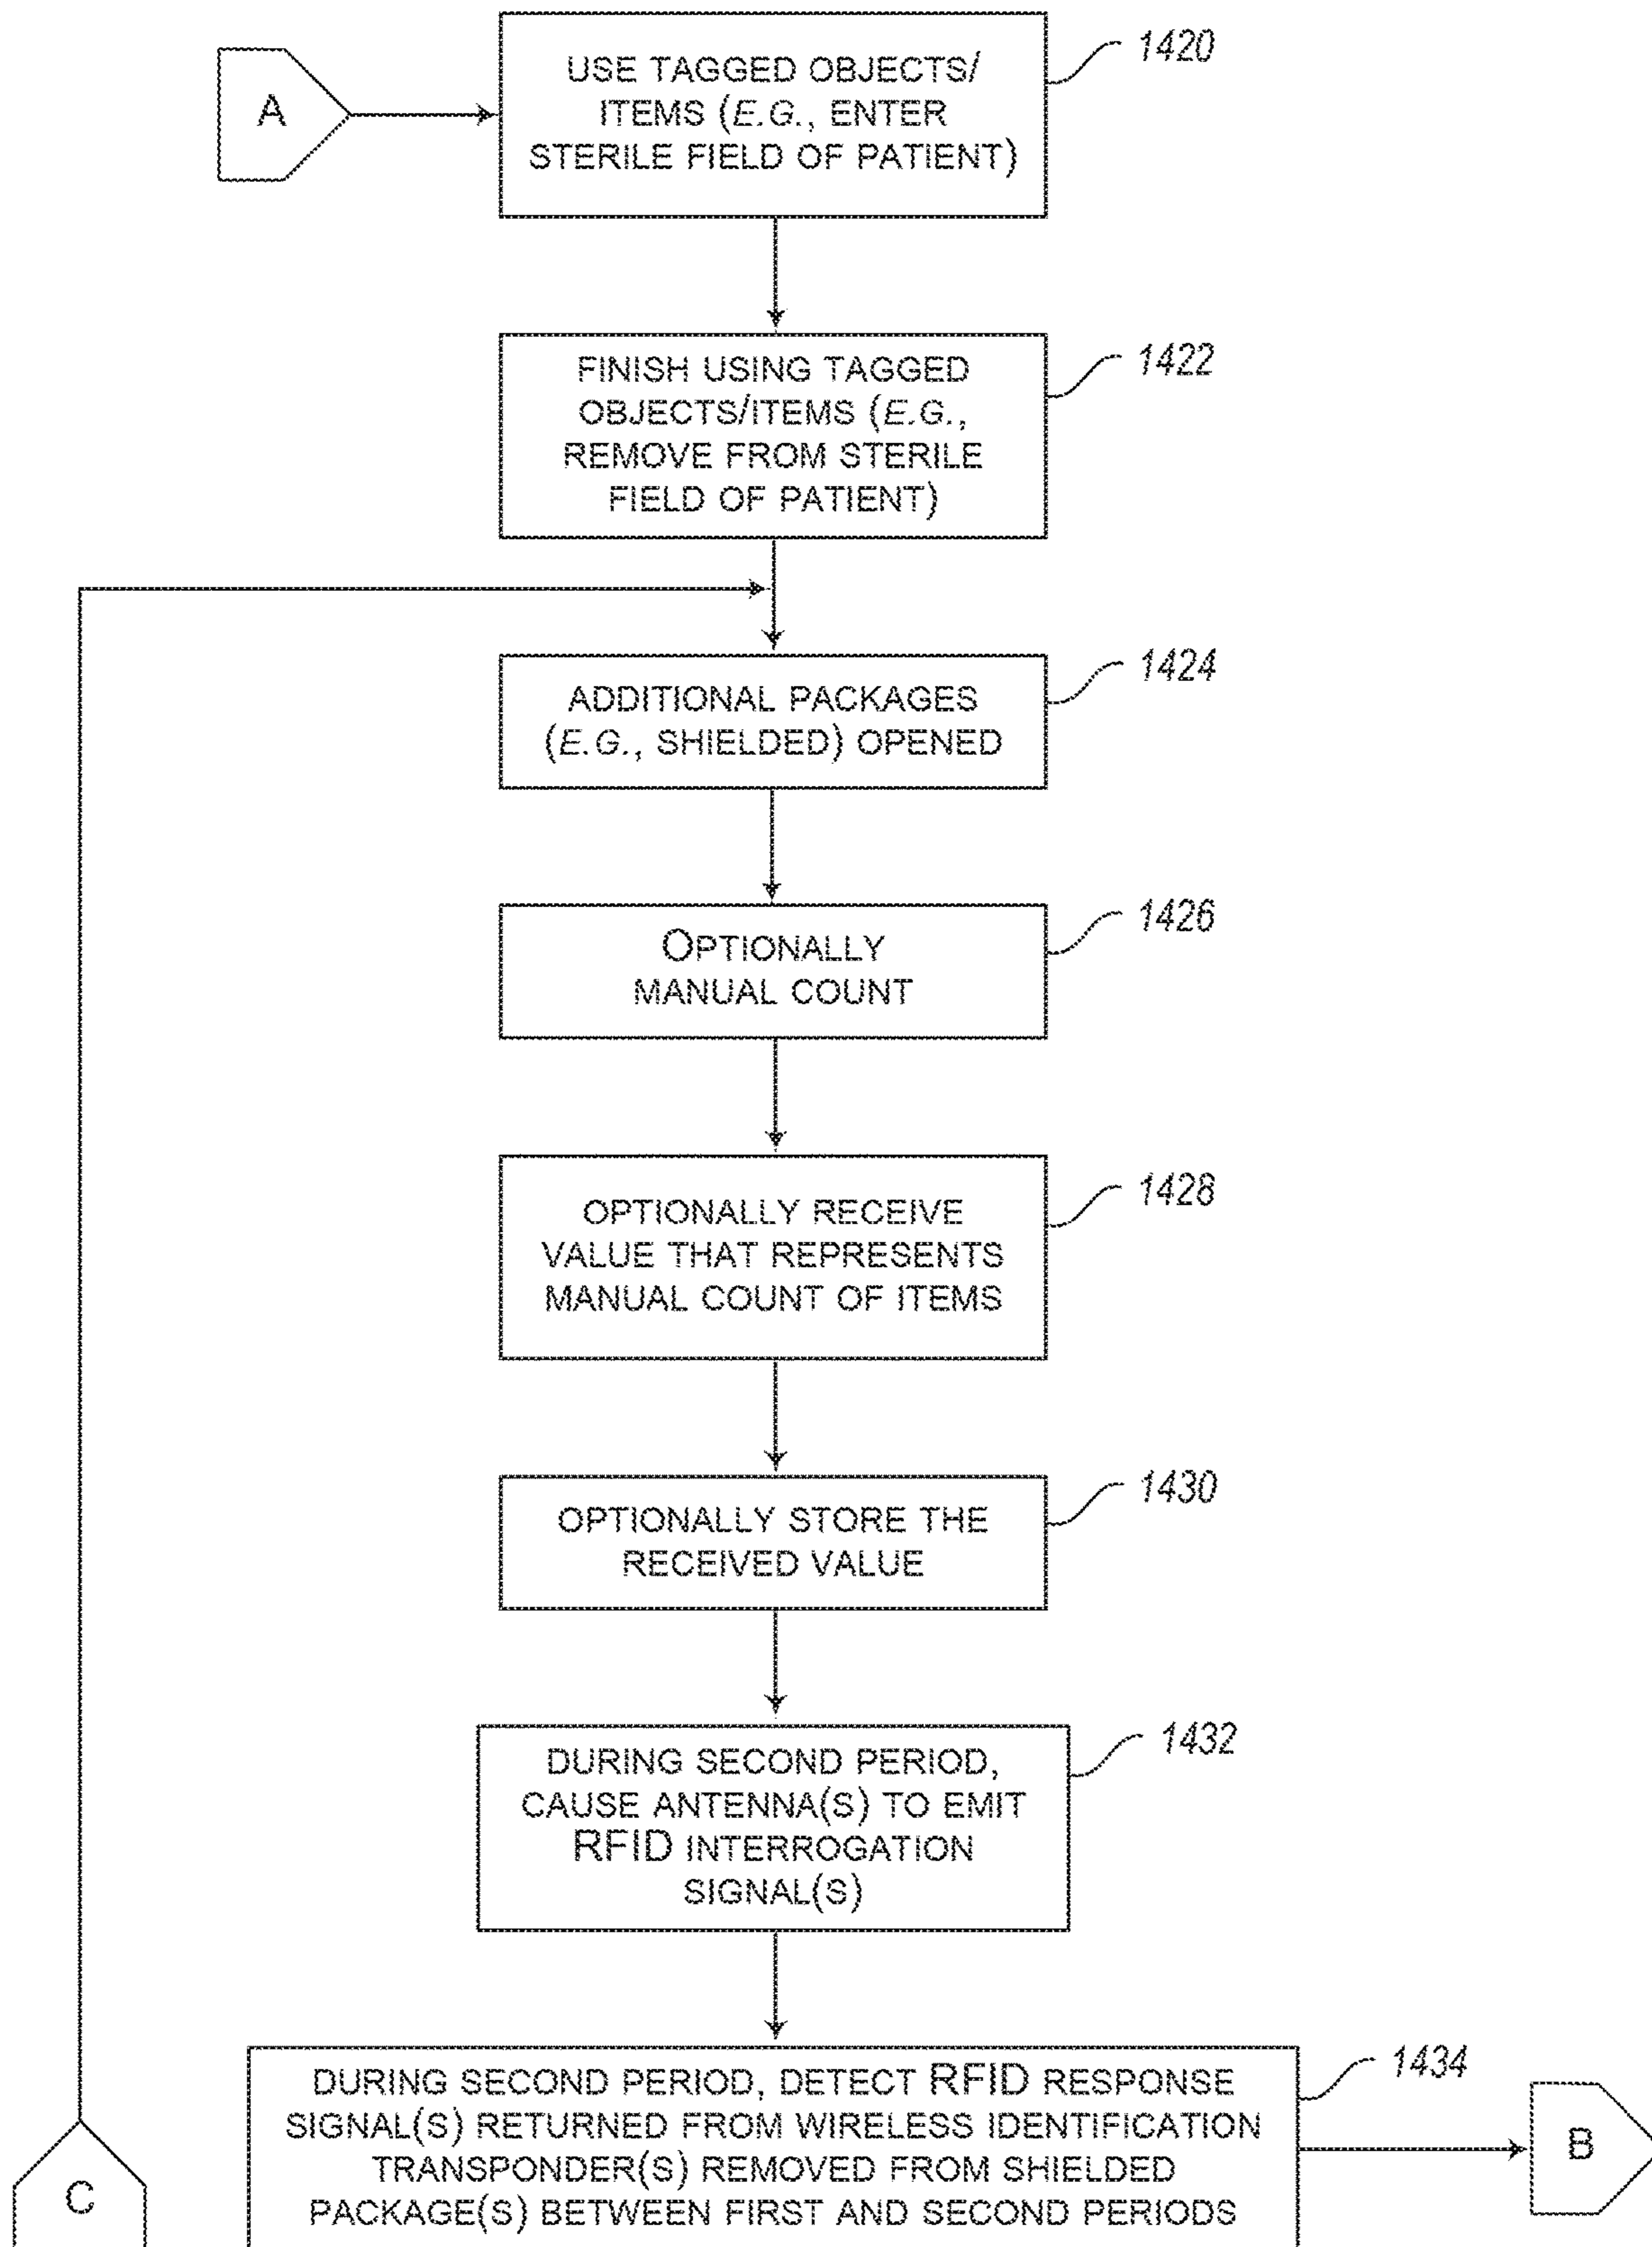 A
USE TAGGED OBJECTS/
ITEMS (E.G., ENTER
STERILE FIELD OF PATIENT)
1420
FINISH USING TAGGED
OBJECTS/ITEMS (E.G.,
REMOVE FROM STERILE
FIELD OF PATIENT)
1422
ADDITIONAL PACKAGES
(E.G., SHIELDED) OPENED
1424
OPTIONALLY
MANUAL COUNT
1426
OPTIONALLY RECEIVE
VALUE THAT REPRESENTS
MANUAL COUNT OF ITEMS
1428
OPTIONALLY STORE THE
RECEIVED VALUE
1430
DURING SECOND PERIOD,
CAUSE ANTENNA(S) TO EMIT
RFID INTERROGATION
SIGNAL(S)
1432
DURING SECOND PERIOD, DETECT RFID RESPONSE
SIGNAL(S) RETURNED FROM WIRELESS IDENTIFICATION
TRANSPONDER(S) REMOVED FROM SHIELDED
PACKAGE(S) BETWEEN FIRST AND SECOND PERIODS
1434
B
C